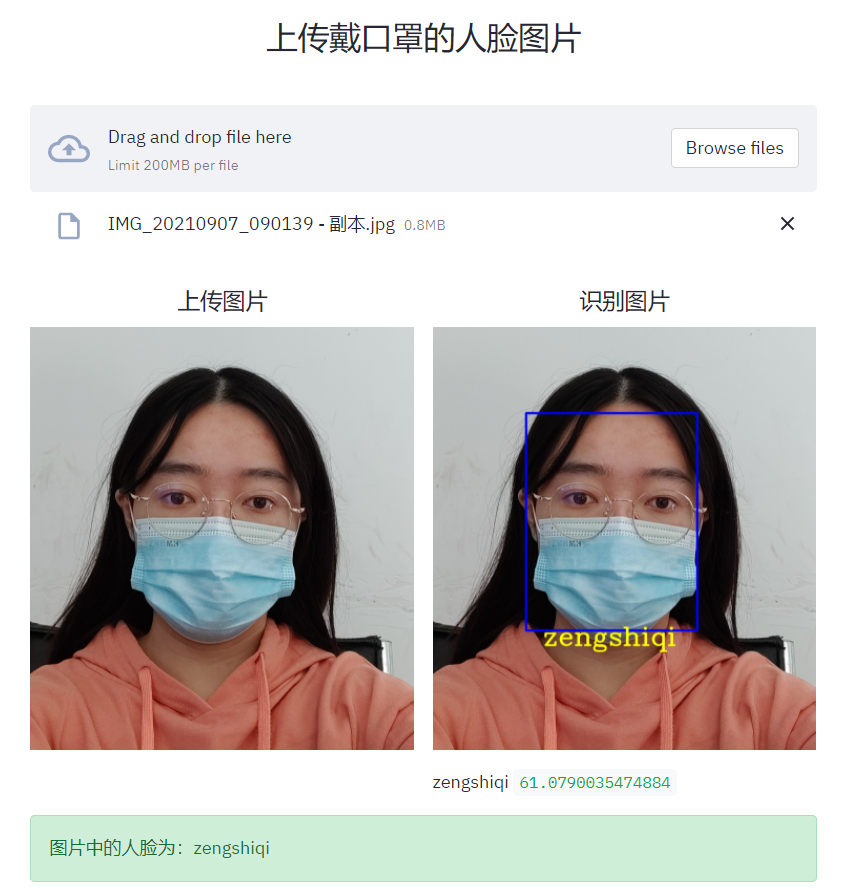 上传戴口罩的人脸图片
Drag and drop file here
Limit 200MB per file
Browse files
IMG_20210907_090139 - 副本.jpg 0.8MB
上传图片
识别图片
zengshiqi
zengshiqi 61.0790035474884
图片中的人脸为：zengshiqi